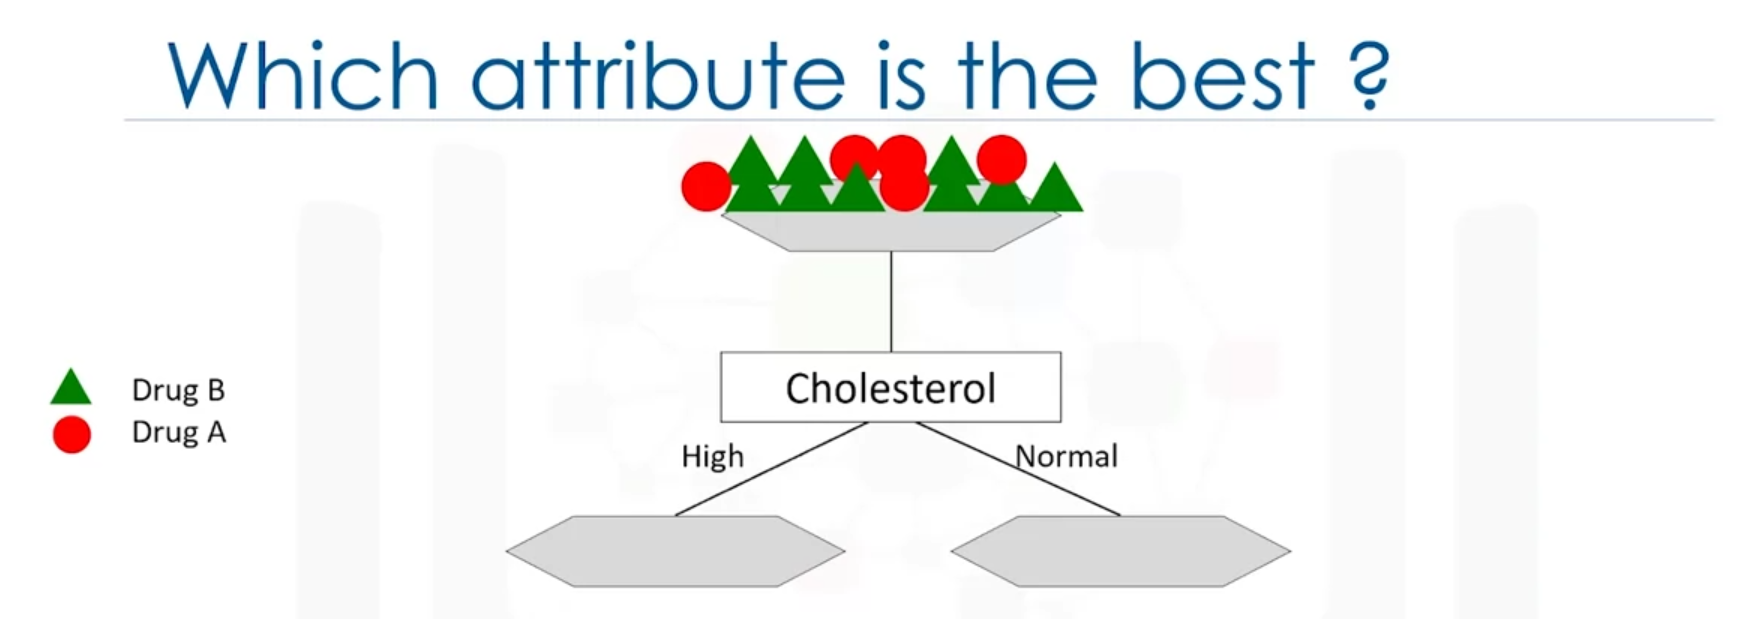 Which attribute is the best ?
Cholesterol
Drug B
Drug A
High
Normal